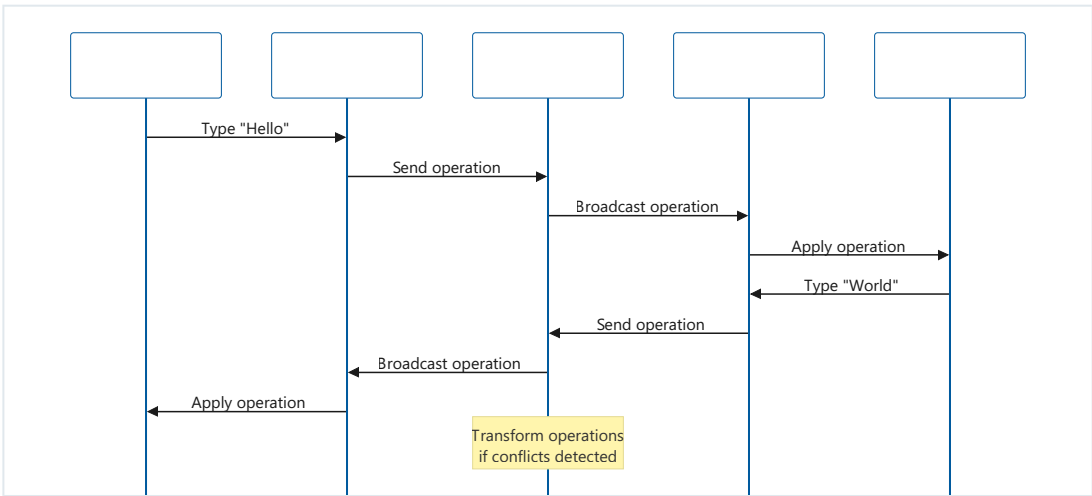 Type "Hello"
Send operation
Broadcast operation
Apply operation
Type "World"
Send operation
Broadcast operation
Apply operation
Transform operations
if conflicts detected